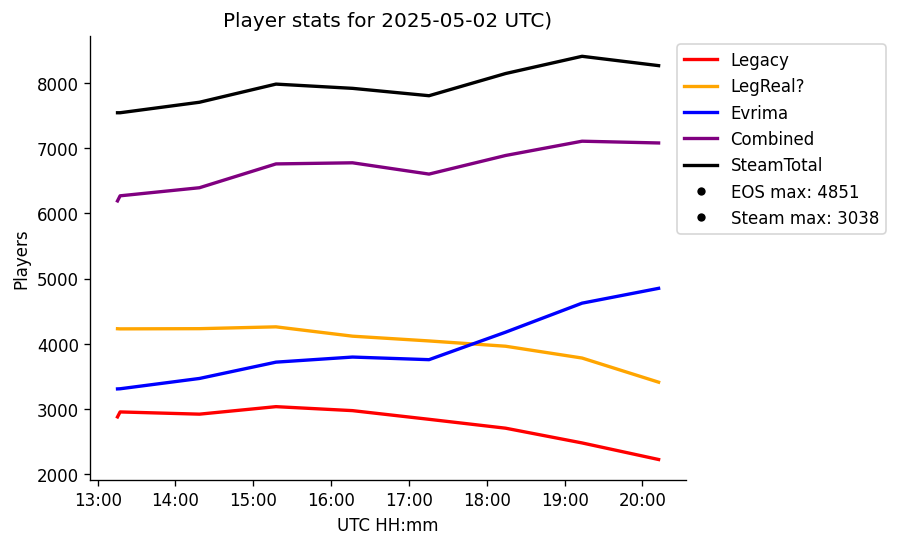 Player stats for 2025-05-02 UTC)
Legacy
LegReal?
Evrima
Combined
SteamTotal
EOS max: 4851
Steam max: 3038
Players
8000
7000
6000
5000
4000
3000
2000
13:00 14:00 15:00 16:00 17:00 18:00 19:00 20:00
UTC HH:mm